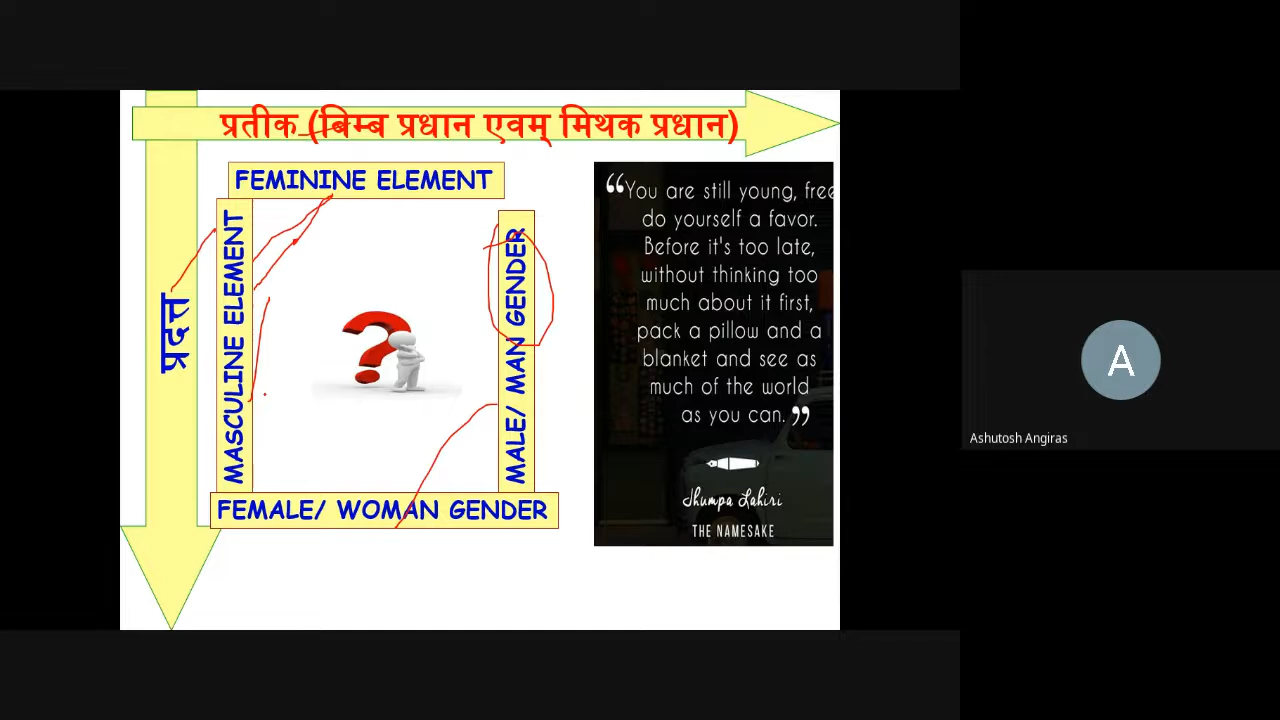 प्रतीक (बिम्ब प्रधान एवम् मिथक प्रधान)
FEMININE ELEMENT
प्रदत्त
MASCULINE ELEMENT
MALE/ MAN GENDER
FEMALE/ WOMAN GENDER
“You are still young, free
do yourself a favor.
Before it's too late,
without thinking too
much about it first,
pack a pillow and a
blanket and see as
much of the world
as you can.”
Jhumpa Lahiri
THE NAMESAKE
A
Ashutosh Angiras